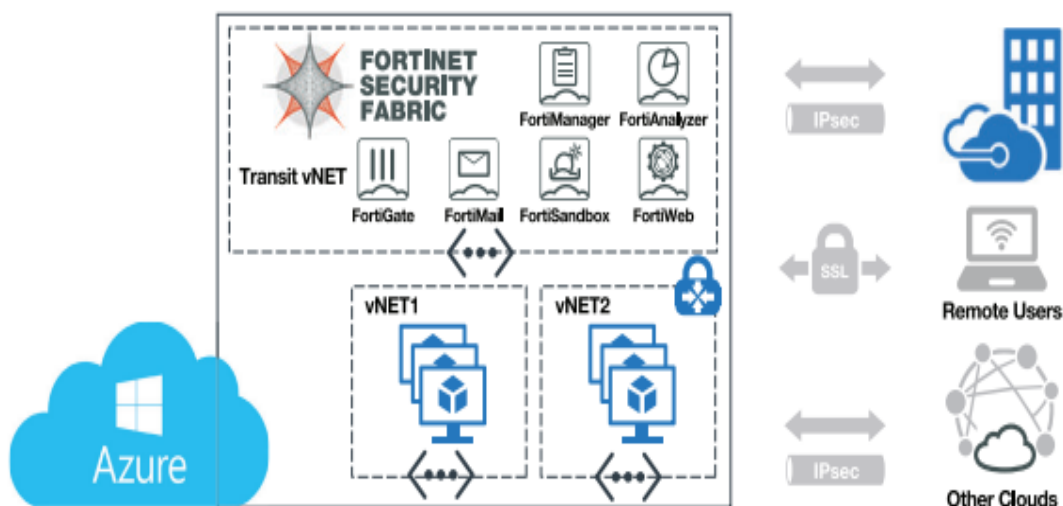 FORTINET
SECURITY
FABRIC
FortiManager
FortiAnalyzer
Transit vNET
FortiGate
FortiMail
FortiSandbox
FortiWeb
IPsec
SSL
Remote Users
vNET1
vNET2
Azure
IPsec
Other Clouds